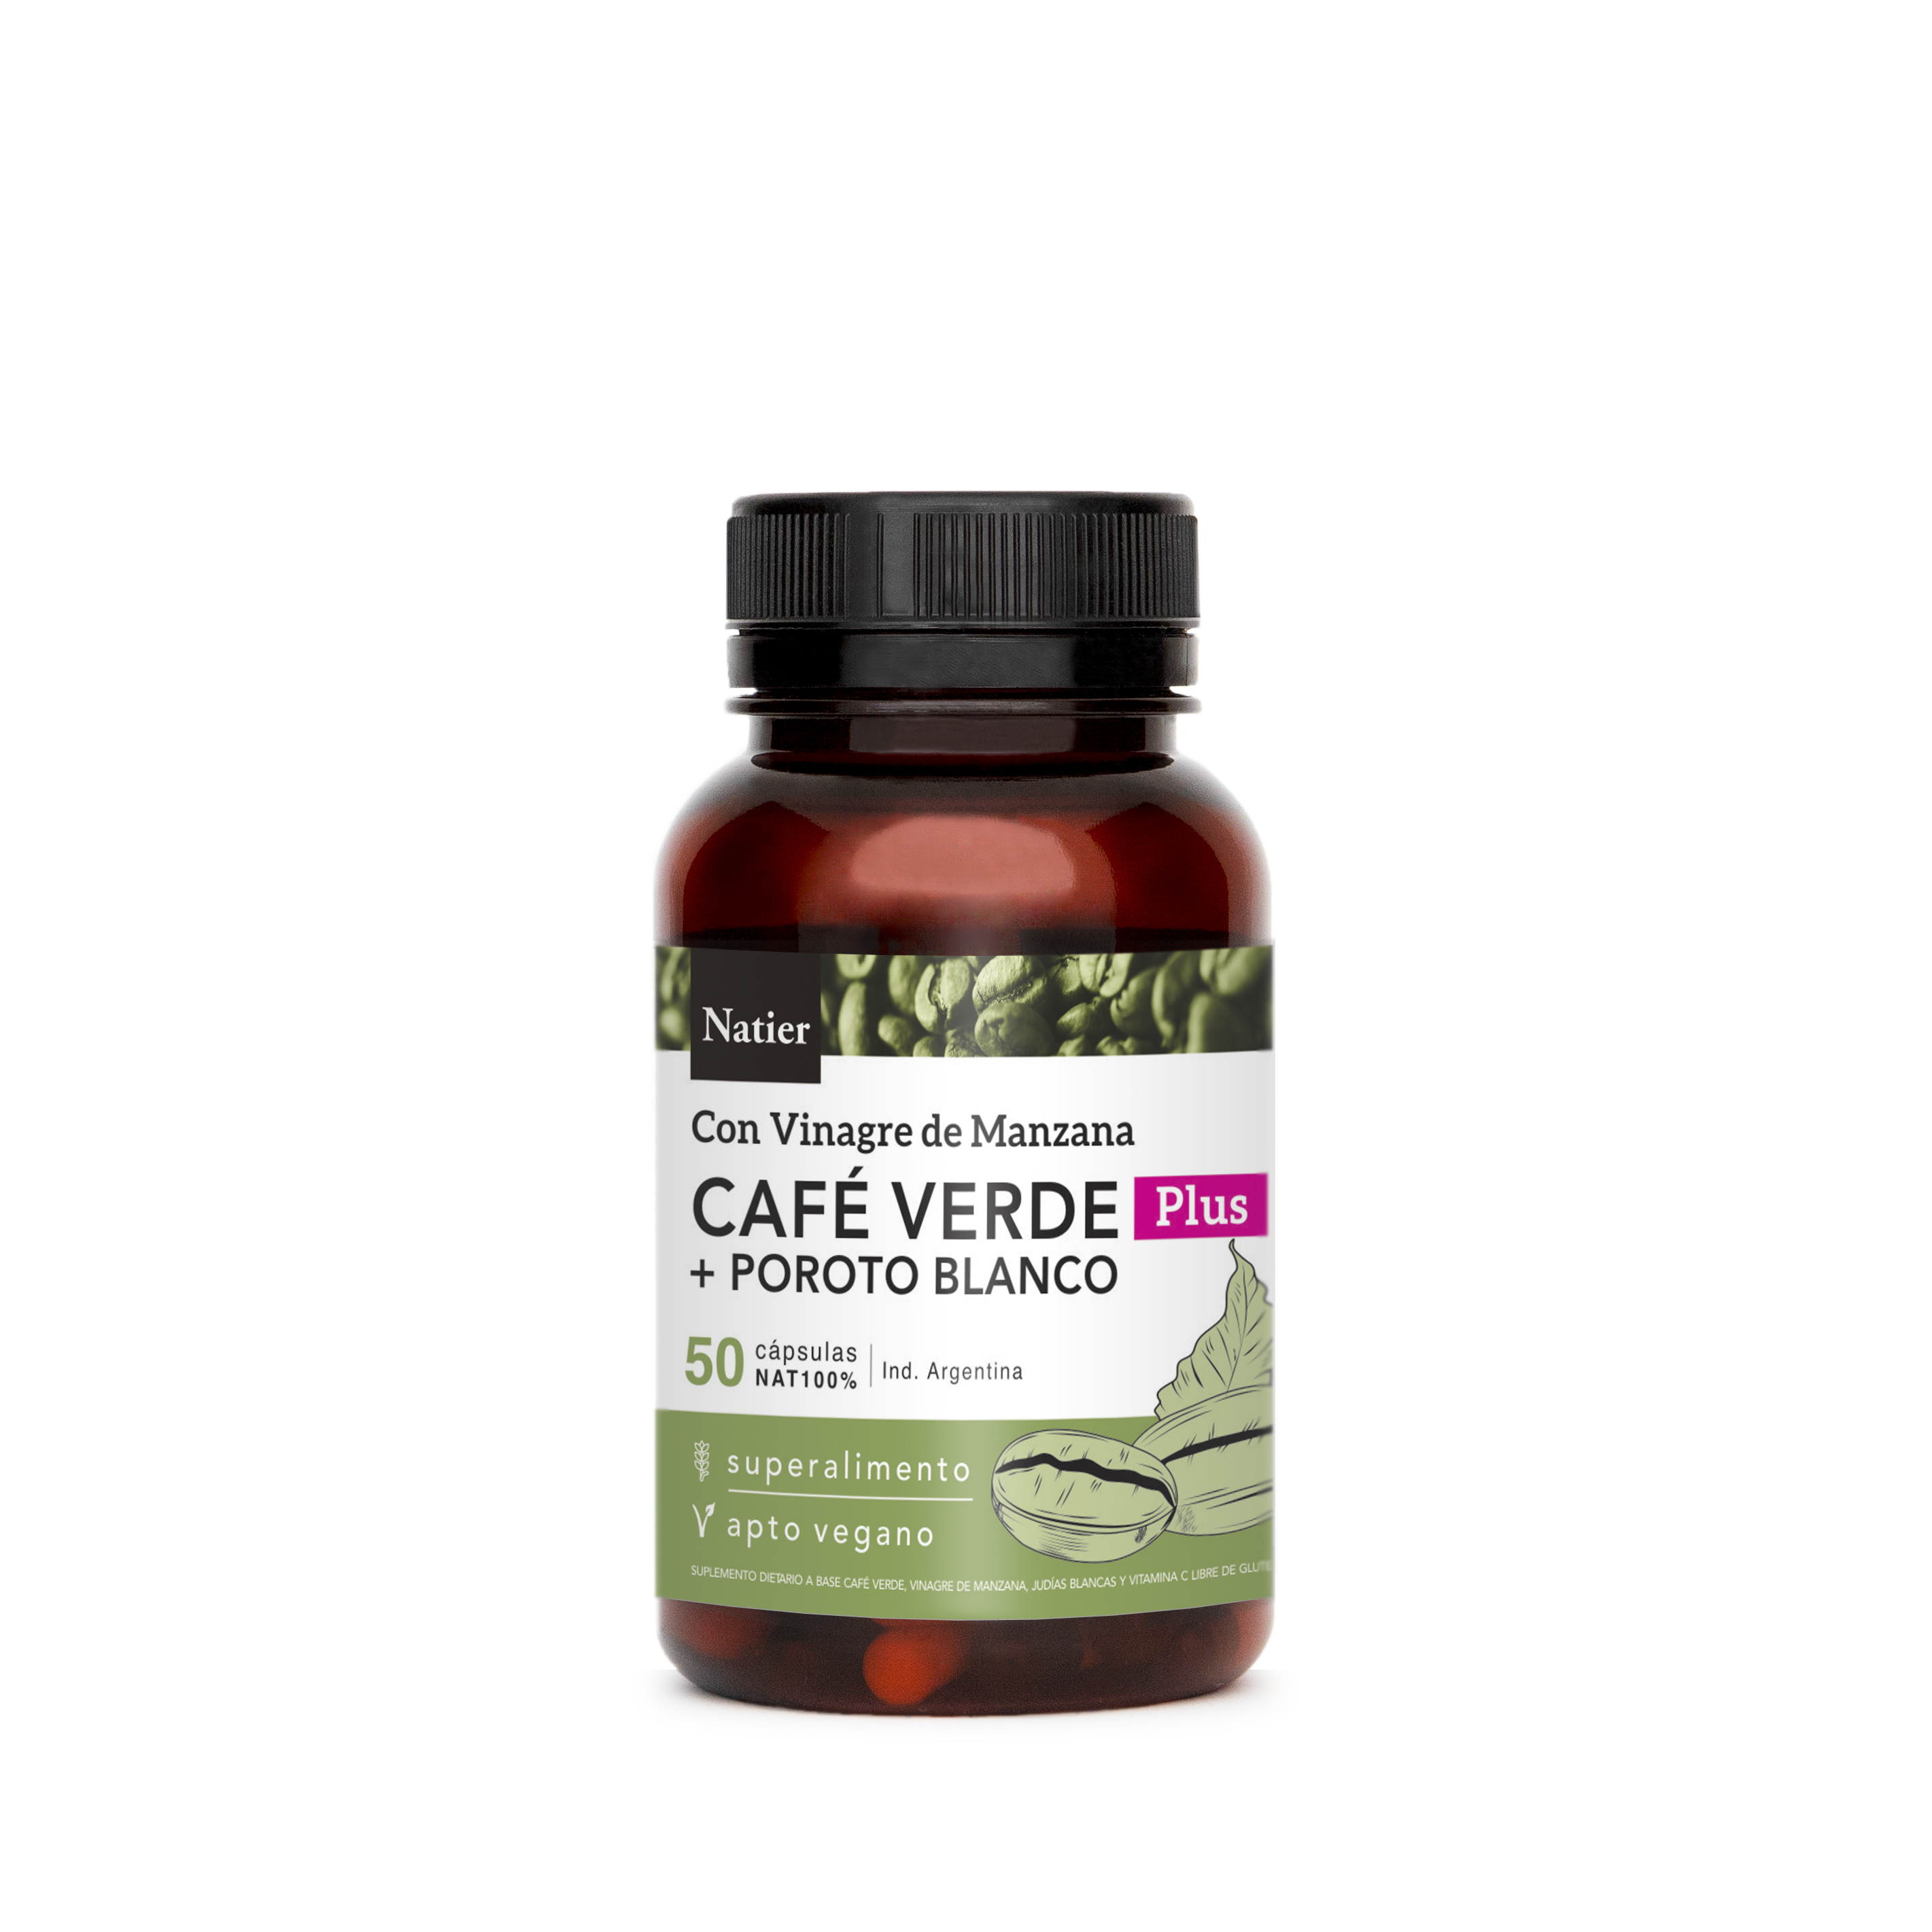 Natier
Con Vinagre de Manzana
CAFÉ VERDE Plus
+ POROTO BLANCO
50 cápsulas
NAT100%
Ind. Argentina
superalimento
apto vegano
SUPLEMENTO DIETARIO A BASE CAFÉ VERDE, VINAGRE DE MANZANA, JUDÍAS BLANCAS Y VITAMINA C LIBRE DE